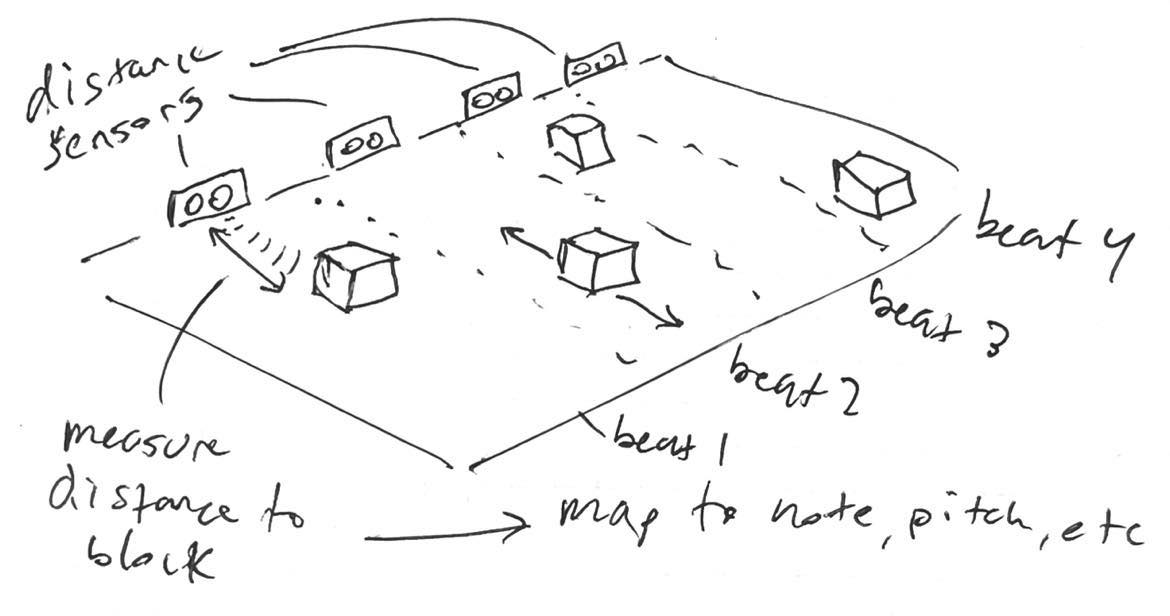 distance
sensors
beat 4
beat 3
beat 2
beat 1
measure
distance to
block
map to note, pitch, etc